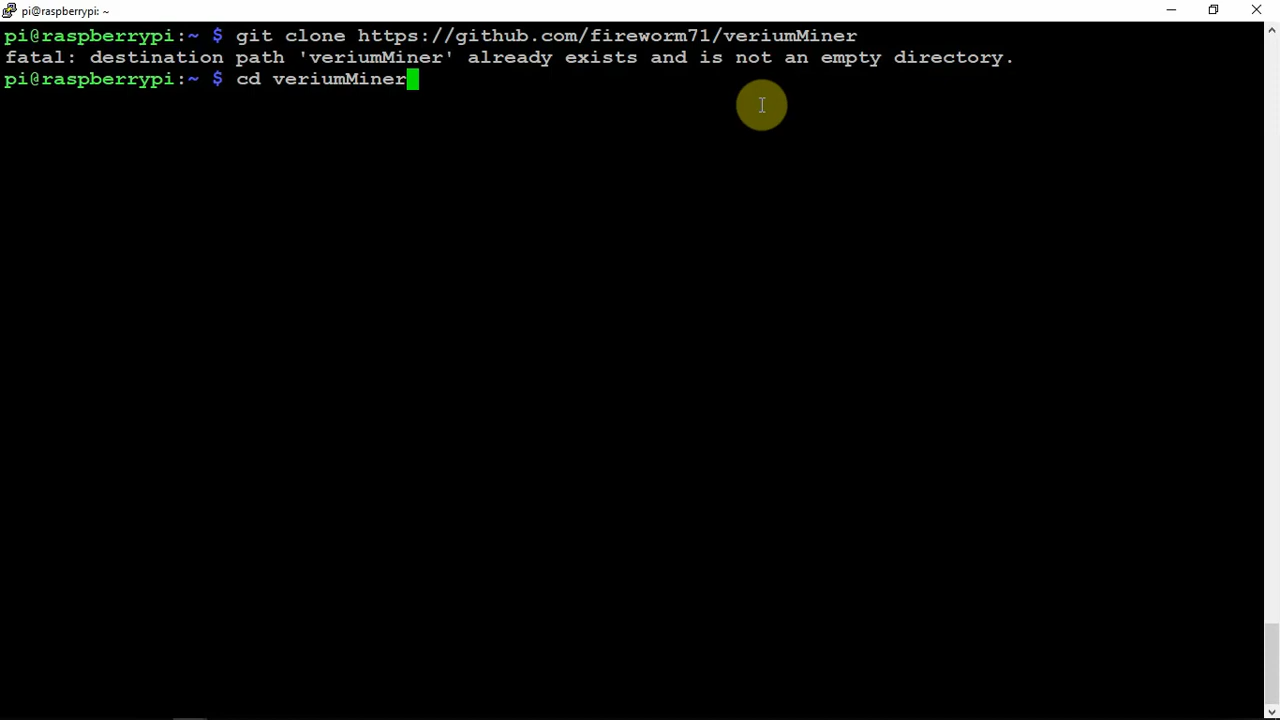 pi@raspberrypi: ~
pi@raspberrypi:~ $ git clone https://github.com/fireworm71/veriumMiner
fatal: destination path 'veriumMiner' already exists and is not an empty directory.
pi@raspberrypi:~ $ cd veriumMiner